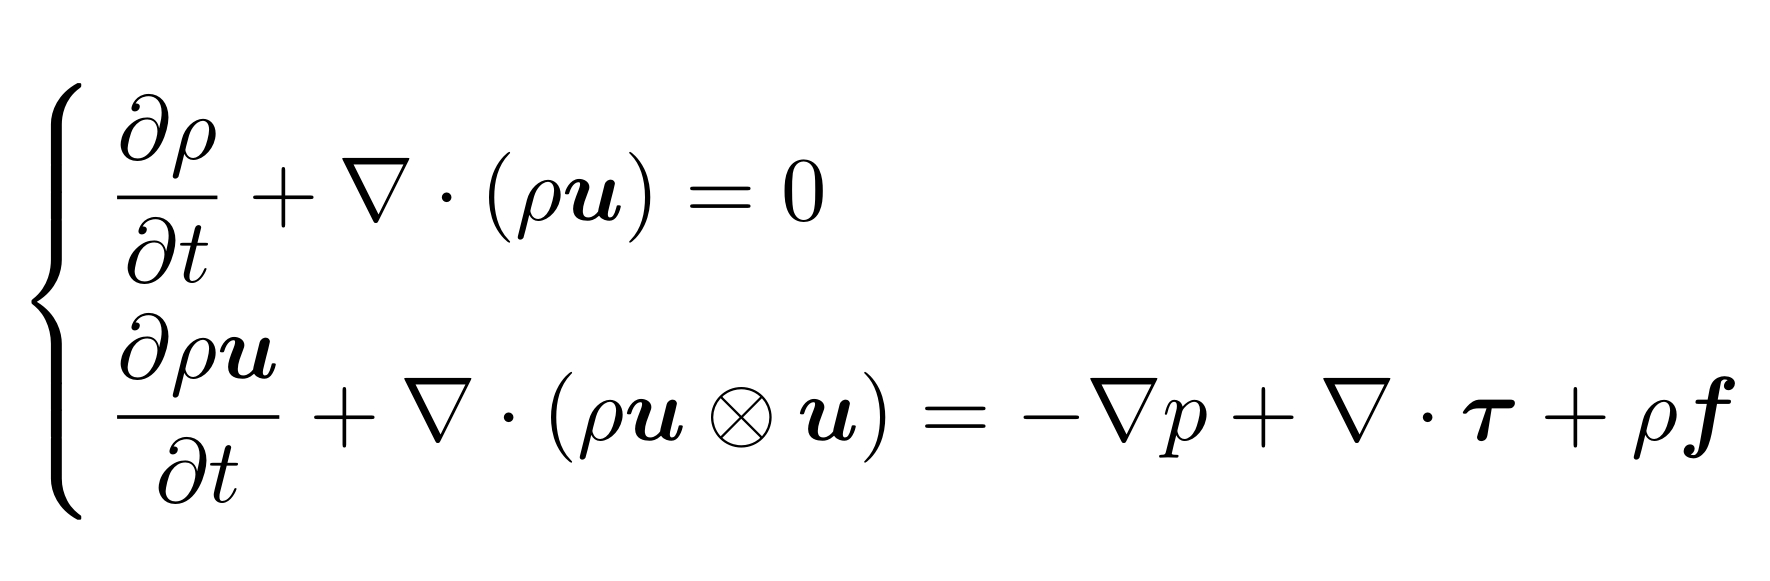 ∂ρ/∂t + ∇ · (ρ𝒖) = 0
∂ρ𝒖/∂t + ∇ · (ρ𝒖 ⊗ 𝒖) = −∇p + ∇ · 𝝉 + ρ𝒇